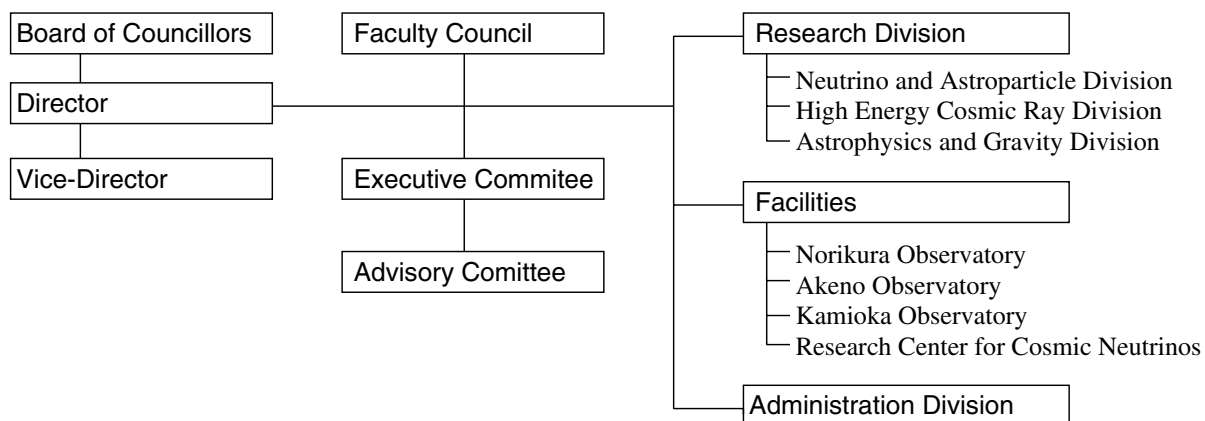 Board of Councillors
Director
Vice-Director
Faculty Council
Executive Commitee
Advisory Comittee
Research Division
Neutrino and Astroparticle Division
High Energy Cosmic Ray Division
Astrophysics and Gravity Division
Facilities
Norikura Observatory
Akeno Observatory
Kamioka Observatory
Research Center for Cosmic Neutrinos
Administration Division